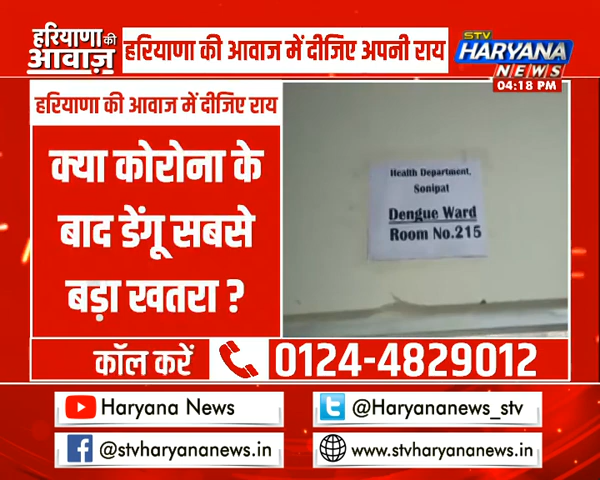 हरियाणा की
आवाज़
हरियाणा की आवाज में दीजिए अपनी राय
STV
HARYANA
NEWS
04:18 PM
हरियाणा की आवाज में दीजिए राय
क्या कोरोना के
बाद डेंगू सबसे
बड़ा खतरा ?
Health Department,
Sonipat
Dengue Ward
Room No.215
कॉल करें 0124-4829012
Haryana News
@Haryananews_stv
@stvharyananews.in
www.stvharyananews.in